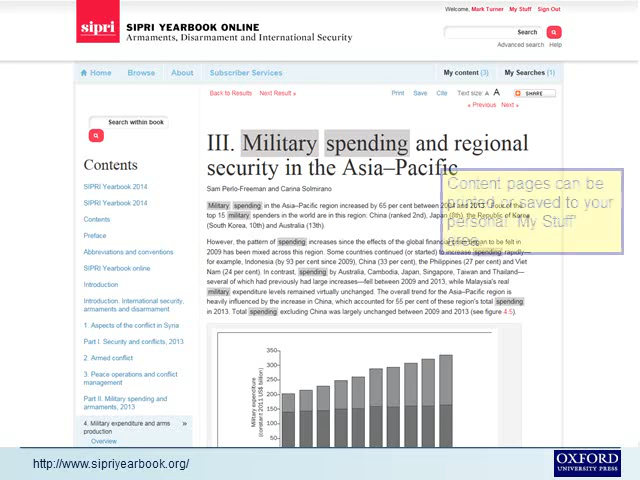 Welcome, Mark Turner My Stuff Sign Out
sipri
SIPRI YEARBOOK ONLINE
Armaments, Disarmament and International Security
Search
Advanced search Help
Home Browse About Subscriber Services My content (3) My Searches (1)
Back to Results Next Result » Print Save Cite Text size: A A SHARE
« Previous Next »
Search within book
Contents
SIPRI Yearbook 2014
SIPRI Yearbook 2014
Contents
Preface
Abbreviations and conventions
SIPRI Yearbook online
Introduction
Introduction. International security,
armaments and disarmament
1. Aspects of the conflict in Syria
Part I. Security and conflicts, 2013
2. Armed conflict
3. Peace operations and conflict
management
Part II. Military spending and
armaments, 2013
4. Military expenditure and arms »
production
Overview
III. Military spending and regional
security in the Asia–Pacific
Sam Perlo-Freeman and Carina Solmirano
Military spending in the Asia–Pacific region increased by 65 per cent between 2004 and 2013. Four of the
top 15 military spenders in the world are in this region: China (ranked 2nd), Japan (8th), the Republic of Korea
(South Korea, 10th) and Australia (13th).
However, the pattern of spending increases since the effects of the global financial crisis began to be felt in
2009 has been mixed across this region. Some countries continued (or started) to increase spending rapidly—
for example, Indonesia (by 93 per cent since 2009), China (33 per cent), the Philippines (27 per cent) and Viet
Nam (24 per cent). In contrast, spending by Australia, Cambodia, Japan, Singapore, Taiwan and Thailand—
several of which had previously had large increases—fell between 2009 and 2013, while Malaysia's real
military expenditure levels remained virtually unchanged. The overall trend for the Asia–Pacific region is
heavily influenced by the increase in China, which accounted for 55 per cent of these region's total spending
in 2013. Total spending excluding China was largely unchanged between 2009 and 2013 (see figure 4.5).
Content pages can be
printed or saved to your
personal 'My Stuff'
area.
Military expenditure
(constant 2011 US$ billion)
350
300
250
200
150
100
50
http://www.sipriyearbook.org/
OXFORD
UNIVERSITY PRESS